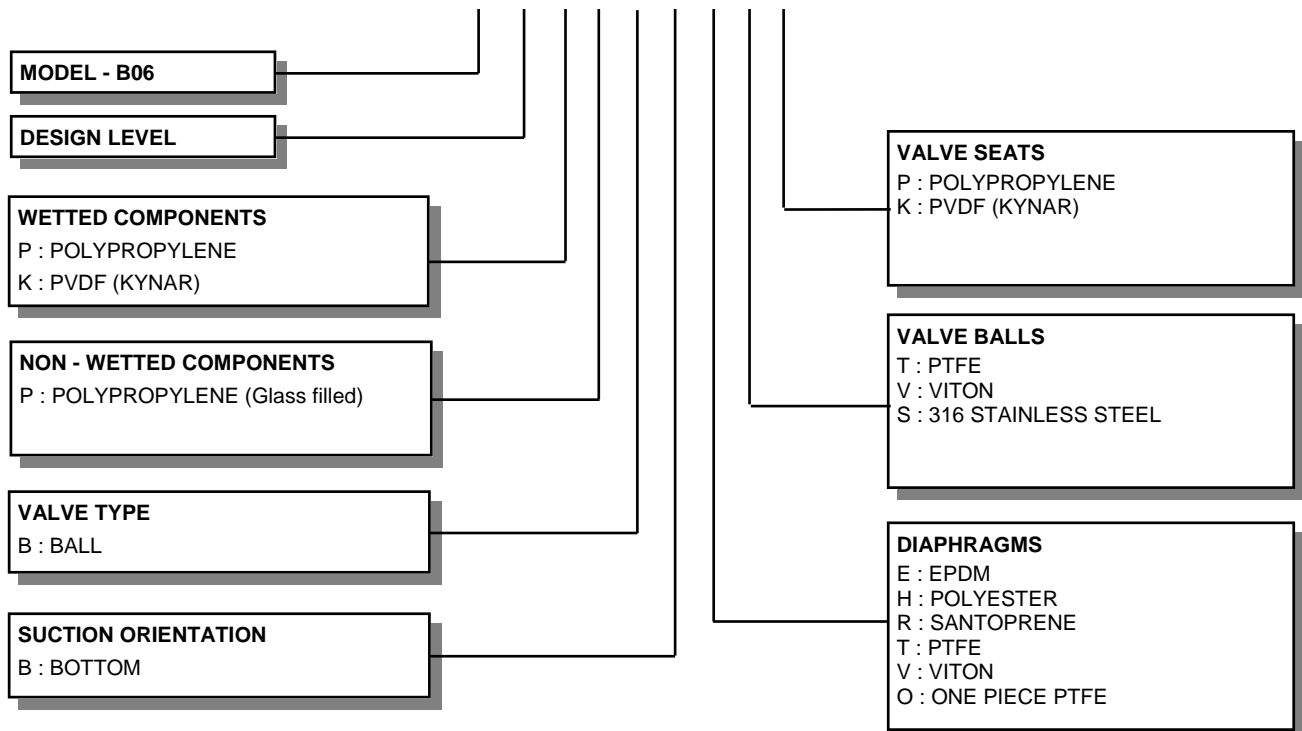 MODEL - B06
DESIGN LEVEL
WETTED COMPONENTS
P : POLYPROPYLENE
K : PVDF (KYNAR)
NON - WETTED COMPONENTS
P : POLYPROPYLENE (Glass filled)
VALVE TYPE
B : BALL
SUCTION ORIENTATION
B : BOTTOM
VALVE SEATS
P : POLYPROPYLENE
K : PVDF (KYNAR)
VALVE BALLS
T : PTFE
V : VITON
S : 316 STAINLESS STEEL
DIAPHRAGMS
E : EPDM
H : POLYESTER
R : SANTOPRENE
T : PTFE
V : VITON
O : ONE PIECE PTFE